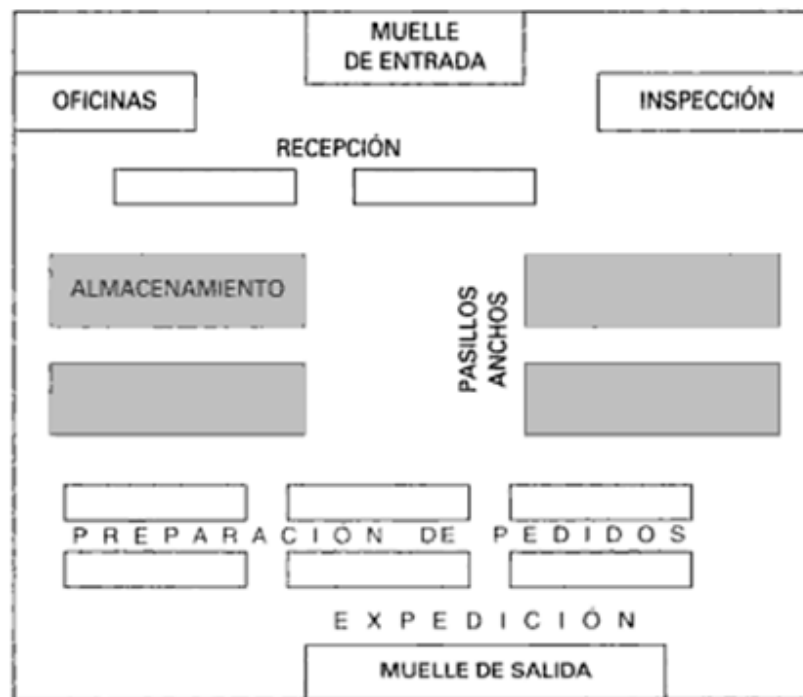 MUELLE
DE ENTRADA
OFICINAS
INSPECCIÓN
RECEPCIÓN
ALMACENAMIENTO
PASILLOS
ANCHOS
PREPARACIÓN DE PEDIDOS
EXPEDICIÓN
MUELLE DE SALIDA